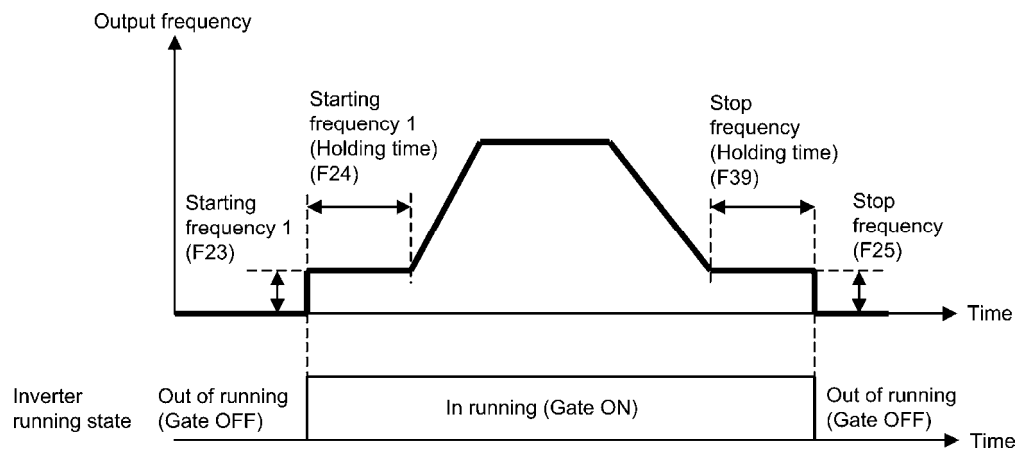 Output frequency
Starting
frequency 1
(Holding time)
(F24)
Stop
frequency
(Holding time)
(F39)
Starting
frequency 1
(F23)
Stop
frequency
(F25)
Time
Inverter
running state
Out of running
(Gate OFF)
In running (Gate ON)
Out of running
(Gate OFF)
Time